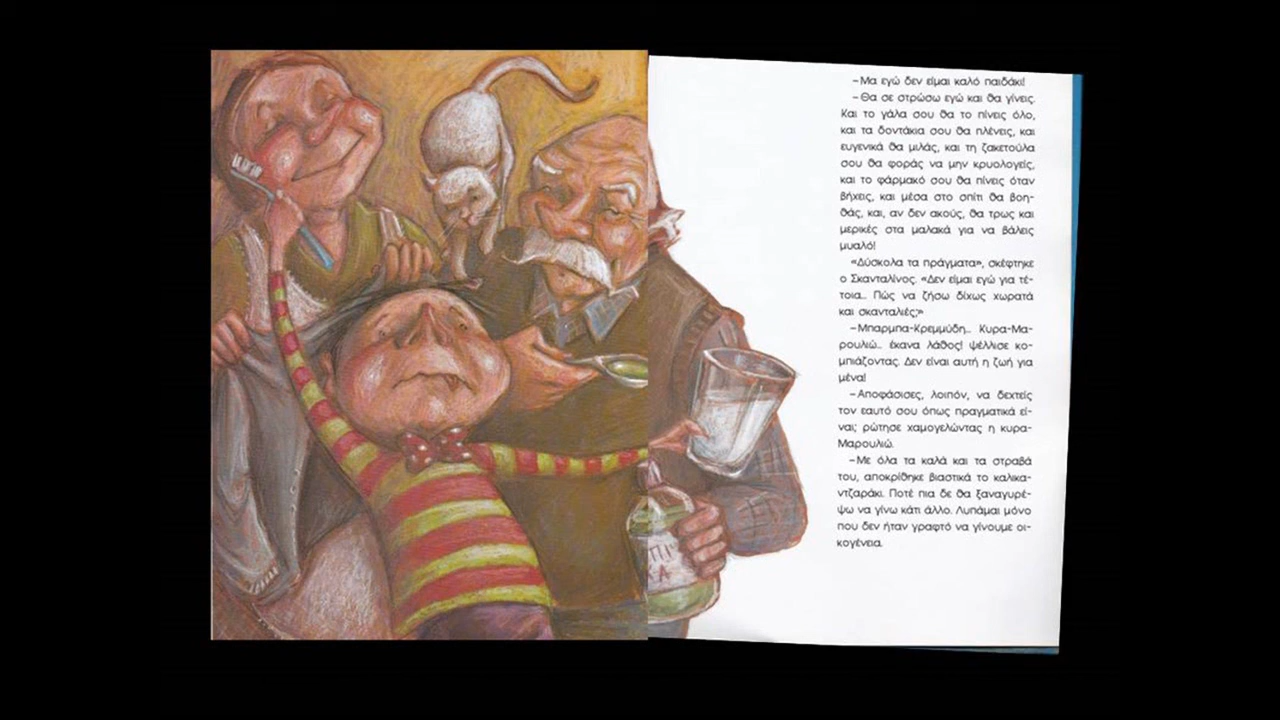 –Μα εγώ δεν είμαι καλό παιδάκι!
–Θα σε στρώσω εγώ και θα γίνεις.
Και το γάλα σου θα το πίνεις όλο,
και τα δοντάκια σου θα πλένεις, και
ευγενικά θα μιλάς, και τη ζακετούλα
σου θα φοράς να μην κρυολογείς,
και το φάρμακό σου θα πίνεις όταν
βήχεις, και μέσα στο σπίτι θα βοη-
θάς, και, αν δεν ακούς, θα τρως και
μερικές στα μαλακά για να βάλεις
μυαλό!
«Δύσκολα τα πράγματα», σκέφτηκε
ο Σκανταλίνος. «Δεν είμαι εγώ για τέ-
τοια... Πώς να ζήσω δίχως χωρατά
και σκανταλιές;»
–Μπαρμπα-Κρεμμύδη... Κυρα-Μα-
ρουλιώ... έκανα λάθος! ψέλλισε κο-
μπιάζοντας. Δεν είναι αυτή η ζωή για
μένα!
–Αποφάσισες, λοιπόν, να δεχτείς
τον εαυτό σου όπως πραγματικά εί-
ναι; ρώτησε χαμογελώντας η κυρα-
Μαρουλιώ.
–Με όλα τα καλά και τα στραβά
του, αποκρίθηκε βιαστικά το καλικα-
ντζαράκι. Ποτέ πια δε θα ξαναγυρέ-
ψω να γίνω κάτι άλλο. Λυπάμαι μόνο
που δεν ήταν γραφτό να γίνουμε οι-
κογένεια.